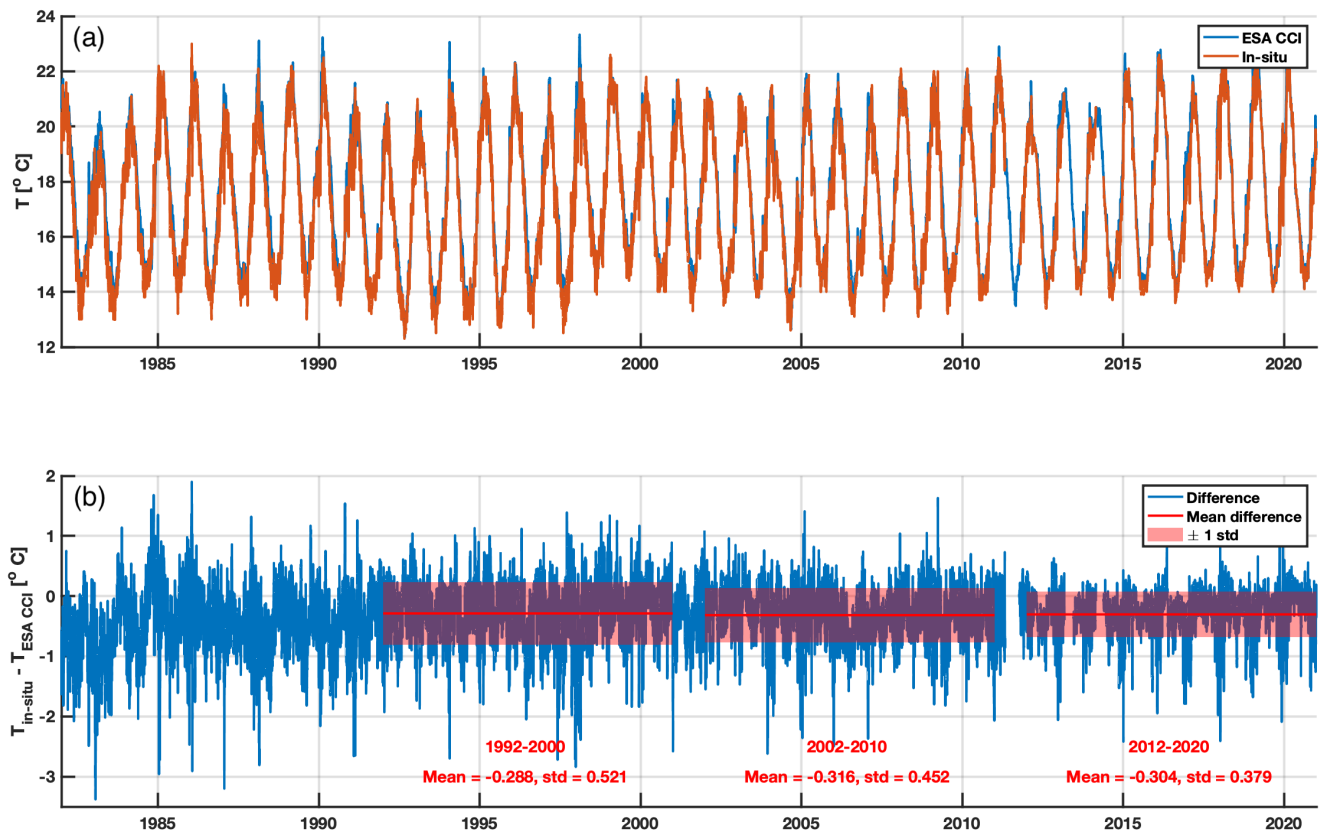 (a)
ESA CCI
In-situ
T [° C]
24
22
20
18
16
14
12
1985 1990 1995 2000 2005 2010 2015 2020
(b)
Difference
Mean difference
± 1 std
T in-situ - T ESA CCI [° C]
2
1
0
-1
-2
-3
1992-2000 2002-2010 2012-2020
Mean = -0.288, std = 0.521 Mean = -0.316, std = 0.452 Mean = -0.304, std = 0.379
1985 1990 1995 2000 2005 2010 2015 2020